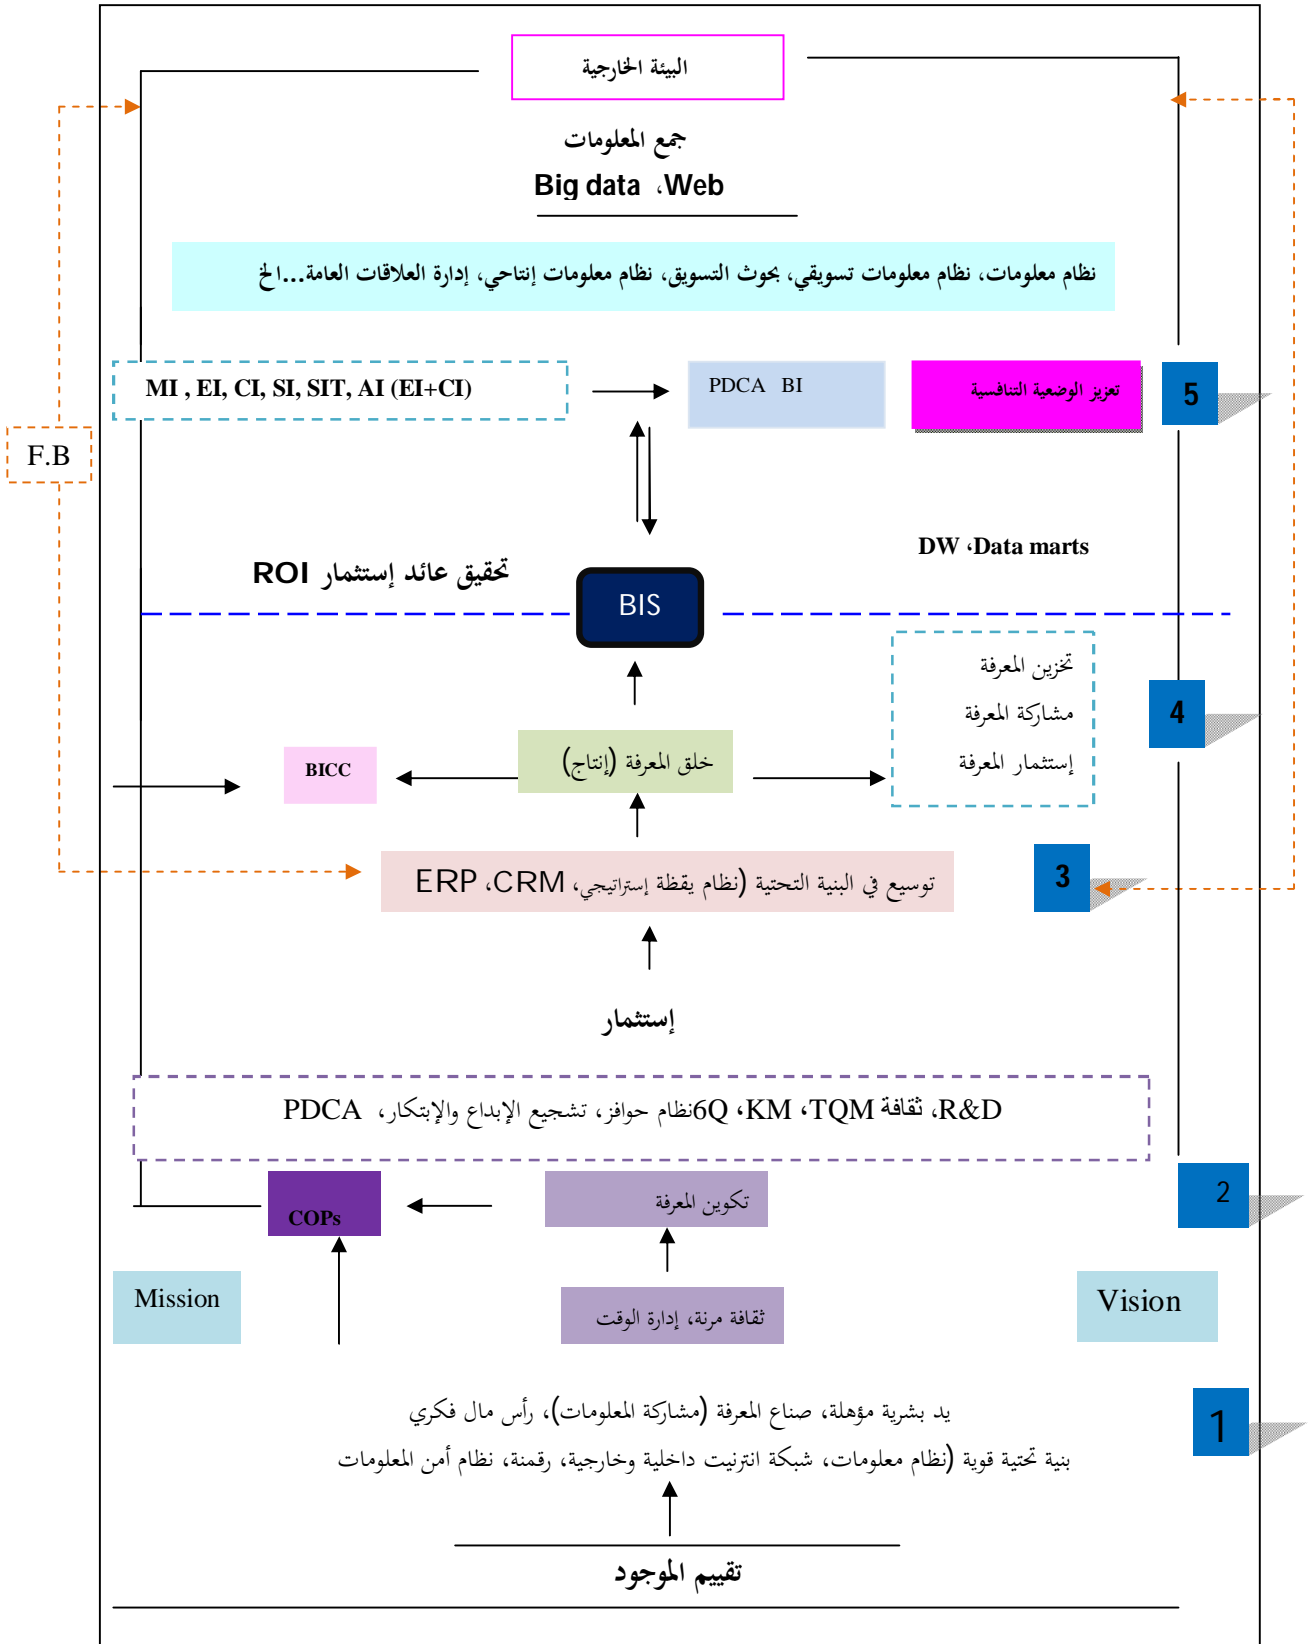 البيئة الخارجية
جمع المعلومات
Big data ،Web
نظام معلومات، نظام معلومات تسويقي، بحوث التسويق، نظام معلومات إنتاجي، إدارة العلاقات العامة...الخ
MI , EI, CI, SI, SIT, AI (EI+CI)
PDCA BI
تعزيز الوضعية التنافسية
5
F.B
DW ،Data marts
تحقيق عائد إستثمار ROI
BIS
تخزين المعرفة
مشاركة المعرفة
إستثمار المعرفة
4
خلق المعرفة (إنتاج)
BICC
توسيع في البنية التحتية (نظام يقظة إستراتيجي، ERP ،CRM
3
إستثمار
R&D، ثقافة 6Q ،KM ،TQMنظام حوافز، تشجيع الإبداع والإبتكار، PDCA
2
تكوين المعرفة
COPs
Mission
Vision
ثقافة مرنة، إدارة الوقت
يد بشرية مؤهلة، صناع المعرفة (مشاركة المعلومات)، رأس مال فكري
1
بنية تحتية قوية (نظام معلومات، شبكة انترنيت داخلية وخارجية، رقمنة، نظام أمن المعلومات
تقييم الموجود